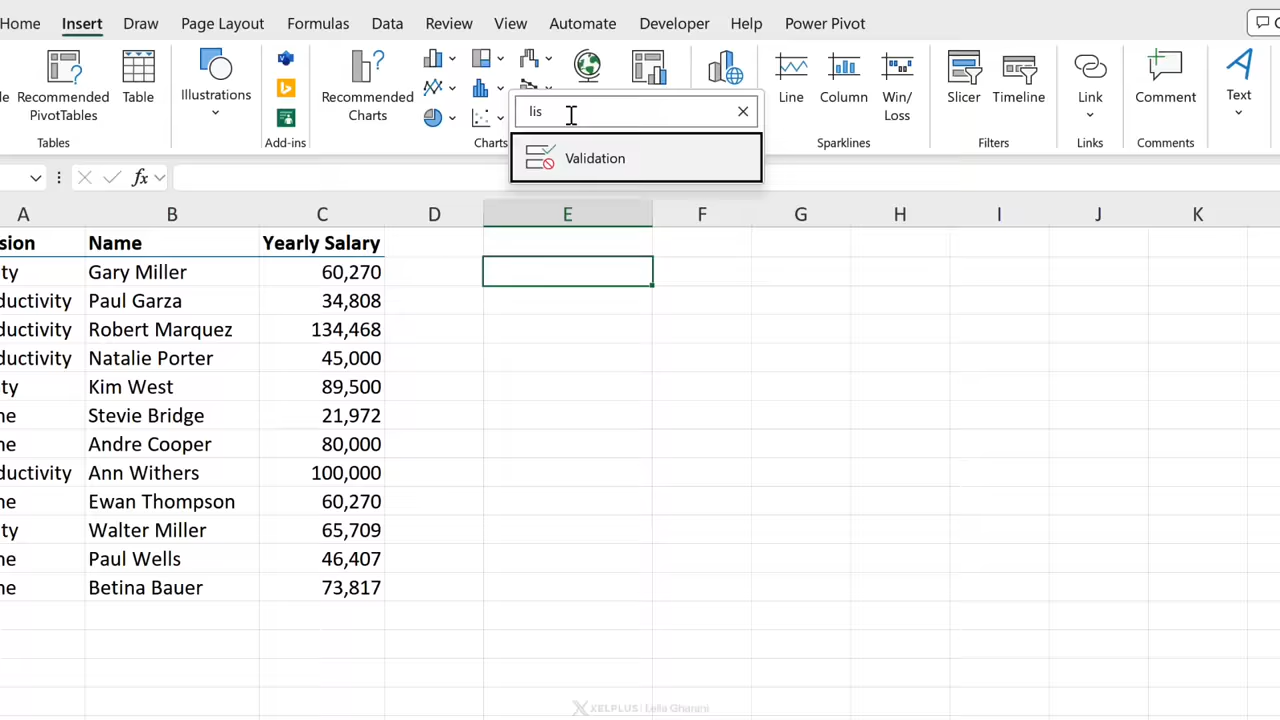 Home Insert Draw Page Layout Formulas Data Review View Automate Developer Help Power Pivot
Recommended PivotTables
Table
Illustrations
Recommended Charts
Line
Column
Win/Loss
Slicer
Timeline
Link
Comment
Text
Tables
Add-ins
Charts
Sparklines
Filters
Links
Comments
lis
Validation
fx
A B C D E F G H I J K
sion Name Yearly Salary
ty Gary Miller 60,270
ductivity Paul Garza 34,808
ductivity Robert Marquez 134,468
ductivity Natalie Porter 45,000
ty Kim West 89,500
ne Stevie Bridge 21,972
ne Andre Cooper 80,000
ductivity Ann Withers 100,000
ne Ewan Thompson 60,270
ty Walter Miller 65,709
ne Paul Wells 46,407
ne Betina Bauer 73,817
XELPLUS | Leila Gharani